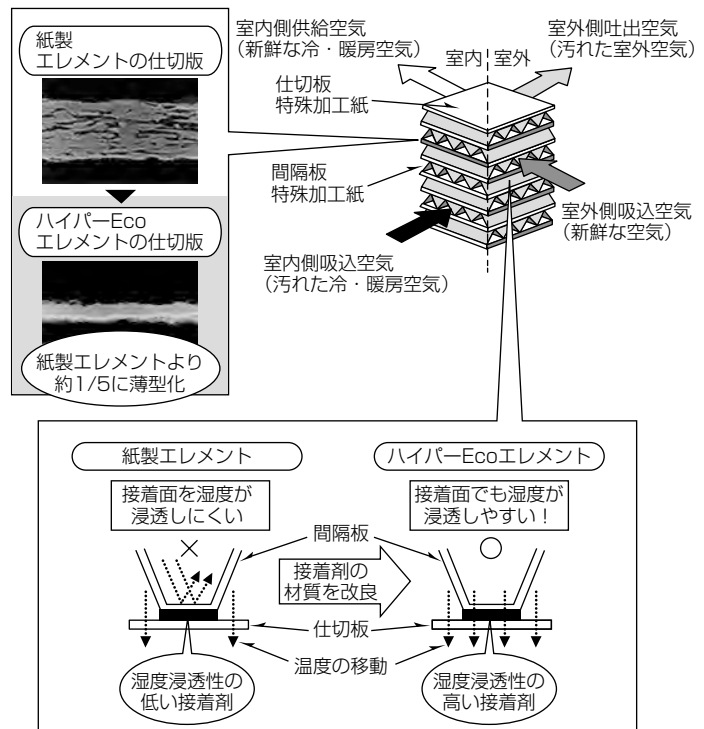 紙製
エレメントの仕切版
ハイパーEco
エレメントの仕切版
紙製エレメントより
約1/5に薄型化
室内側供給空気
(新鮮な冷・暖房空気)
室内
室外
室外側吐出空気
(汚れた室外空気)
仕切板
特殊加工紙
間隔板
特殊加工紙
室内側吸込空気
(汚れた冷・暖房空気)
室外側吸込空気
(新鮮な空気)
紙製エレメント
接着面を湿度が
浸透しにくい
間隔板
接着剤の
材質を改良
仕切板
温度の移動
湿度浸透性の
低い接着剤
ハイパーEcoエレメント
接着面でも湿度が
浸透しやすい!
湿度浸透性の
高い接着剤